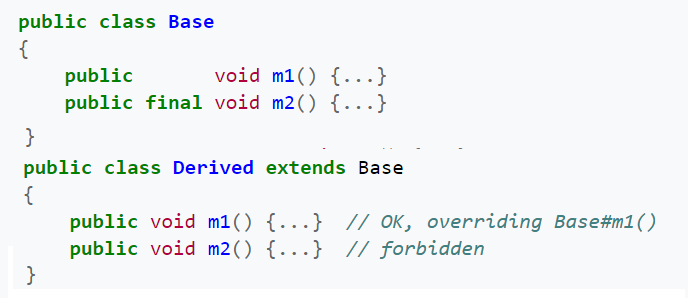 public class Base
{
    public       void m1() {...}
    public final void m2() {...}
}
public class Derived extends Base
{
    public void m1() {...}  // OK, overriding Base#m1()
    public void m2() {...}  // forbidden
}